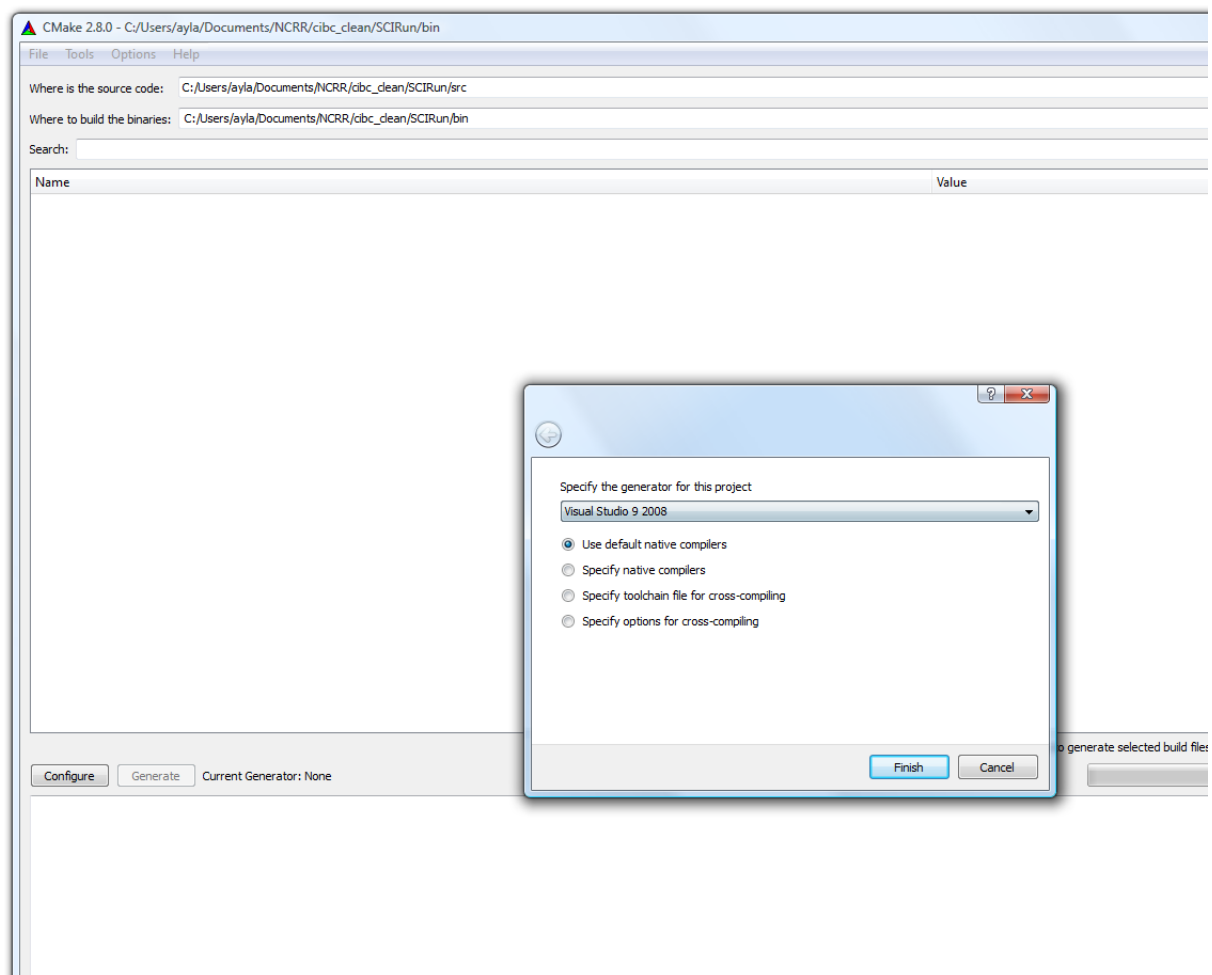 CMake 2.8.0 - C:/Users/ayla/Documents/NCRR/cibc_clean/SCIRun/bin
File Tools Options Help
Where is the source code: C:/Users/ayla/Documents/NCRR/cibc_clean/SCIRun/src
Where to build the binaries: C:/Users/ayla/Documents/NCRR/cibc_clean/SCIRun/bin
Search:
Name Value
Specify the generator for this project
Visual Studio 9 2008
Use default native compilers
Specify native compilers
Specify toolchain file for cross-compiling
Specify options for cross-compiling
o generate selected build files
Finish Cancel
Configure Generate Current Generator: None